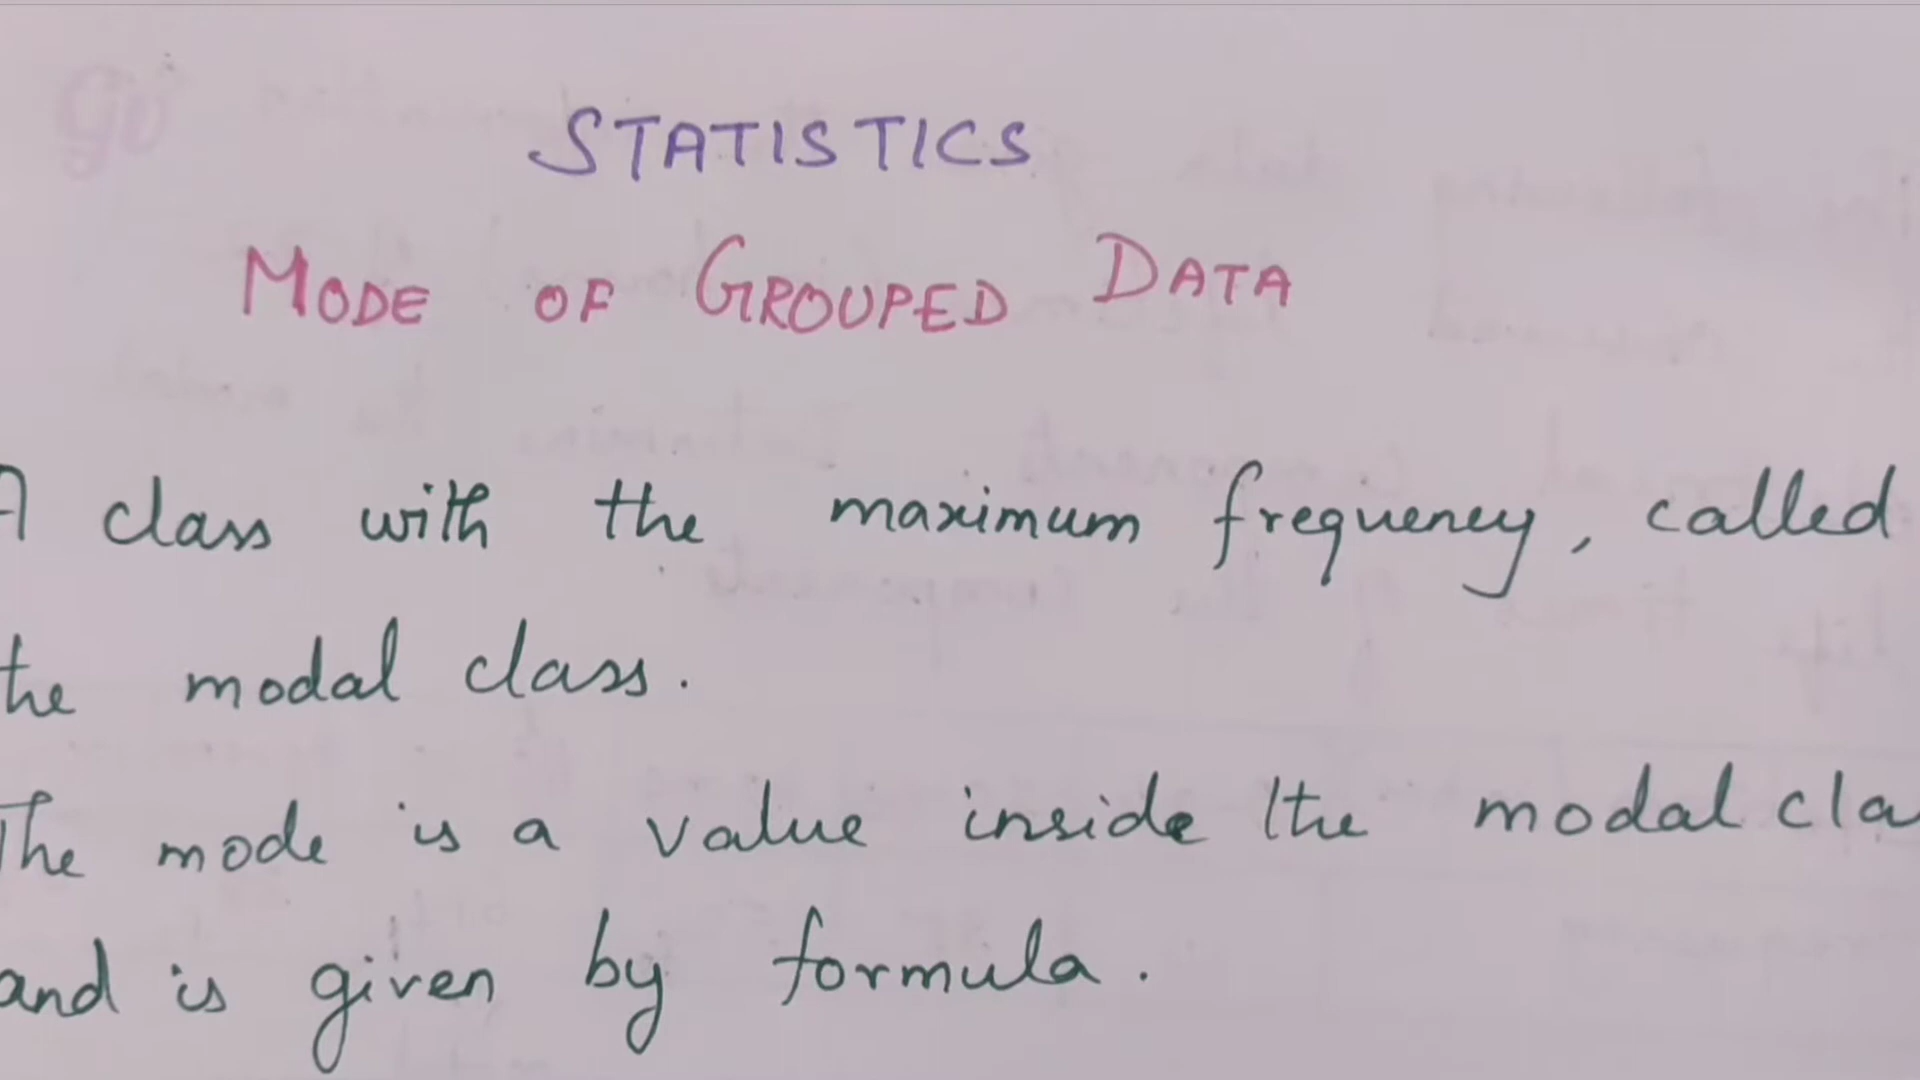 STATISTICS
MODE OF GROUPED DATA
A class with the maximum frequency, called
the modal class.
The mode is a value inside the modal cla
and is given by formula.